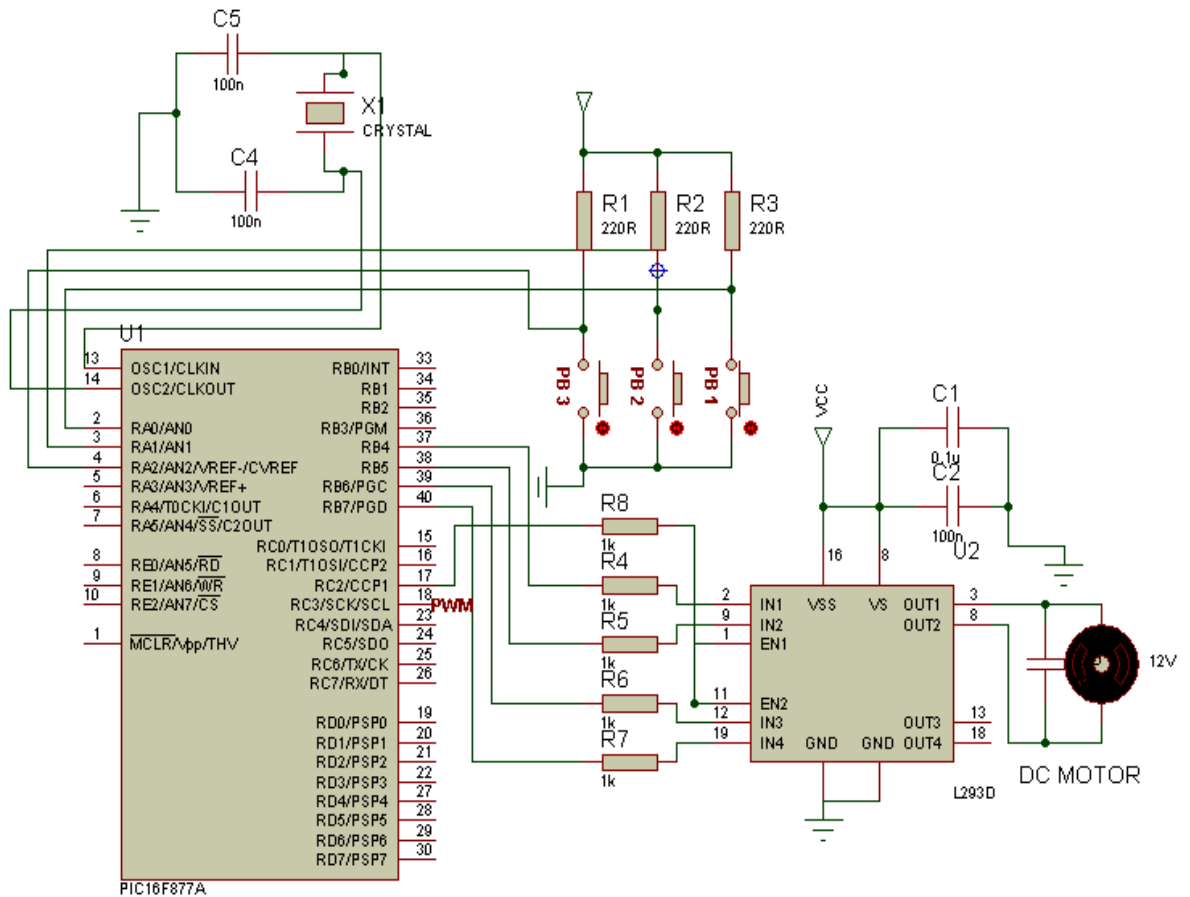 C5
100n
X1
CRYSTAL
C4
100n
R1
220R
R2
220R
R3
220R
U1
PB 3
PB 2
PB 1
13
OSC1/CLKIN
14
OSC2/CLKOUT
2
RA0/AN0
3
RA1/AN1
4
RA2/AN2/VREF-/CVREF
5
RA3/AN3/VREF+
6
RA4/T0CKI/C1OUT
7
RA5/AN4/SS/C2OUT
8
RE0/AN5/RD
9
RE1/AN6/WR
10
RE2/AN7/CS
1
MCLR/Vpp/THV
RB0/INT
33
RB1
34
RB2
35
RB3/PGM
36
RB4
37
RB5
38
RB6/PGC
39
RB7/PGD
40
RC0/T1OSO/T1CKI
15
RC1/T1OSI/CCP2
16
RC2/CCP1
17
RC3/SCK/SCL
18
PWM
RC4/SDI/SDA
23
RC5/SDO
24
RC6/TX/CK
25
RC7/RX/DT
26
RD0/PSP0
19
RD1/PSP1
20
RD2/PSP2
21
RD3/PSP3
22
RD4/PSP4
27
RD5/PSP5
28
RD6/PSP6
29
RD7/PSP7
30
PIC16F877A
R8
1k
R4
1k
R5
1k
R6
1k
R7
1k
VCC
C1
0.1u
C2
100n
U2
16
8
2
IN1
9
IN2
1
EN1
11
EN2
12
IN3
19
IN4
VSS
VS
OUT1
3
OUT2
8
OUT3
13
OUT4
18
GND
GND
L293D
12V
DC MOTOR